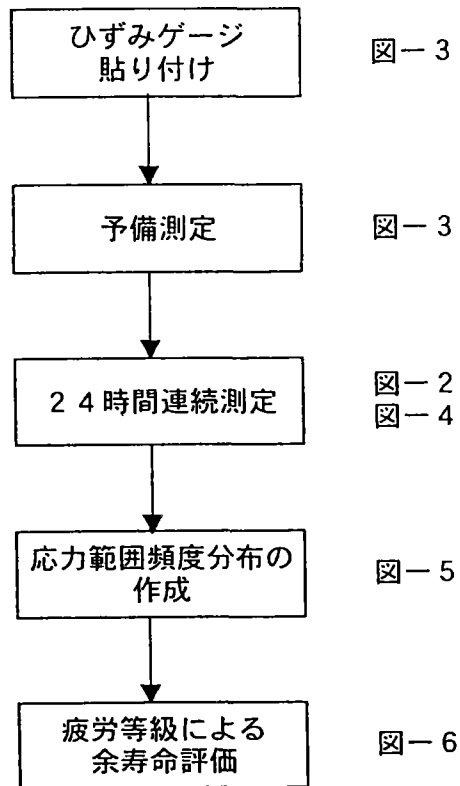 ひずみゲージ
貼り付け
図－3
予備測定
図－3
24時間連続測定
図－2
図－4
応力範囲頻度分布の
作成
図－5
疲労等級による
余寿命評価
図－6